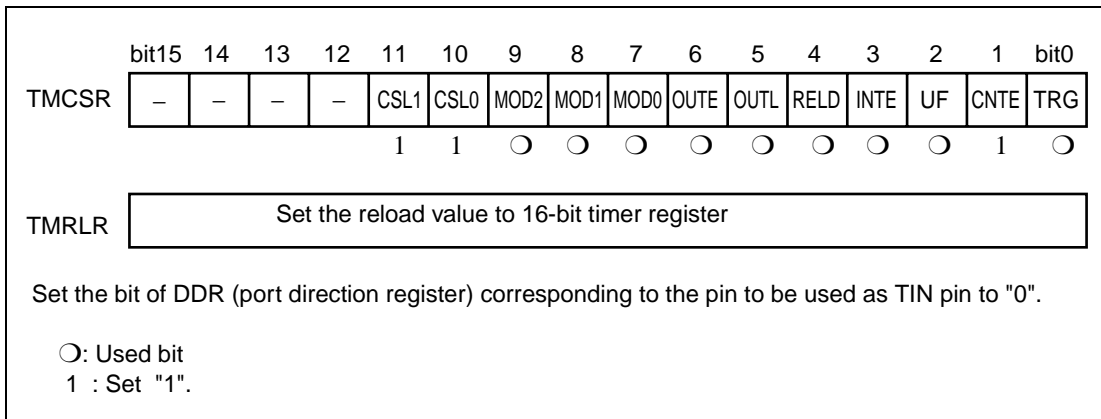 bit15 14 13 12 11 10 9 8 7 6 5 4 3 2 1 bit0
TMCSR – – – – CSL1 CSL0 MOD2 MOD1 MOD0 OUTE OUTL RELD INTE UF CNTE TRG
1 1 ❍ ❍ ❍ ❍ ❍ ❍ ❍ ❍ 1 ❍
TMRLR Set the reload value to 16-bit timer register
Set the bit of DDR (port direction register) corresponding to the pin to be used as TIN pin to "0".
❍: Used bit
1 : Set "1".